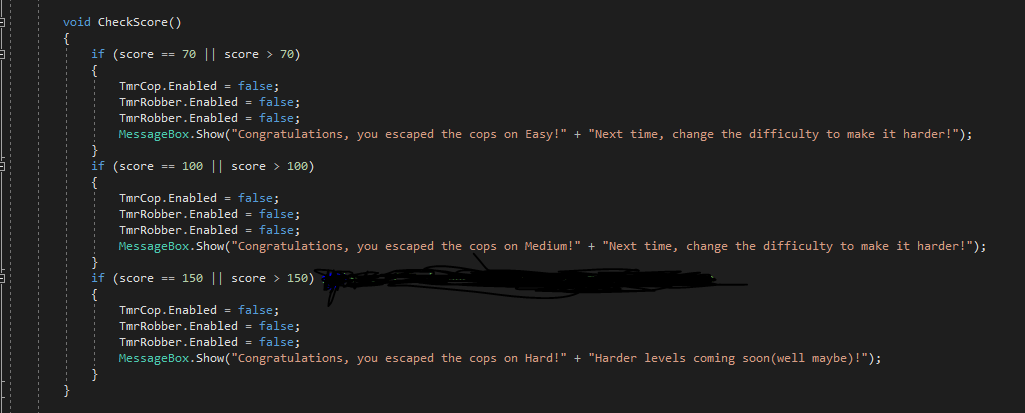 void CheckScore()
{
if (score == 70 || score > 70)
{
TmrCop.Enabled = false;
TmrRobber.Enabled = false;
TmrRobber.Enabled = false;
MessageBox.Show("Congratulations, you escaped the cops on Easy!" + "Next time, change the difficulty to make it harder!");
}
if (score == 100 || score > 100)
{
TmrCop.Enabled = false;
TmrRobber.Enabled = false;
TmrRobber.Enabled = false;
MessageBox.Show("Congratulations, you escaped the cops on Medium!" + "Next time, change the difficulty to make it harder!");
}
if (score == 150 || score > 150)
{
TmrCop.Enabled = false;
TmrRobber.Enabled = false;
TmrRobber.Enabled = false;
MessageBox.Show("Congratulations, you escaped the cops on Hard!" + "Harder levels coming soon(well maybe)!");
}
}